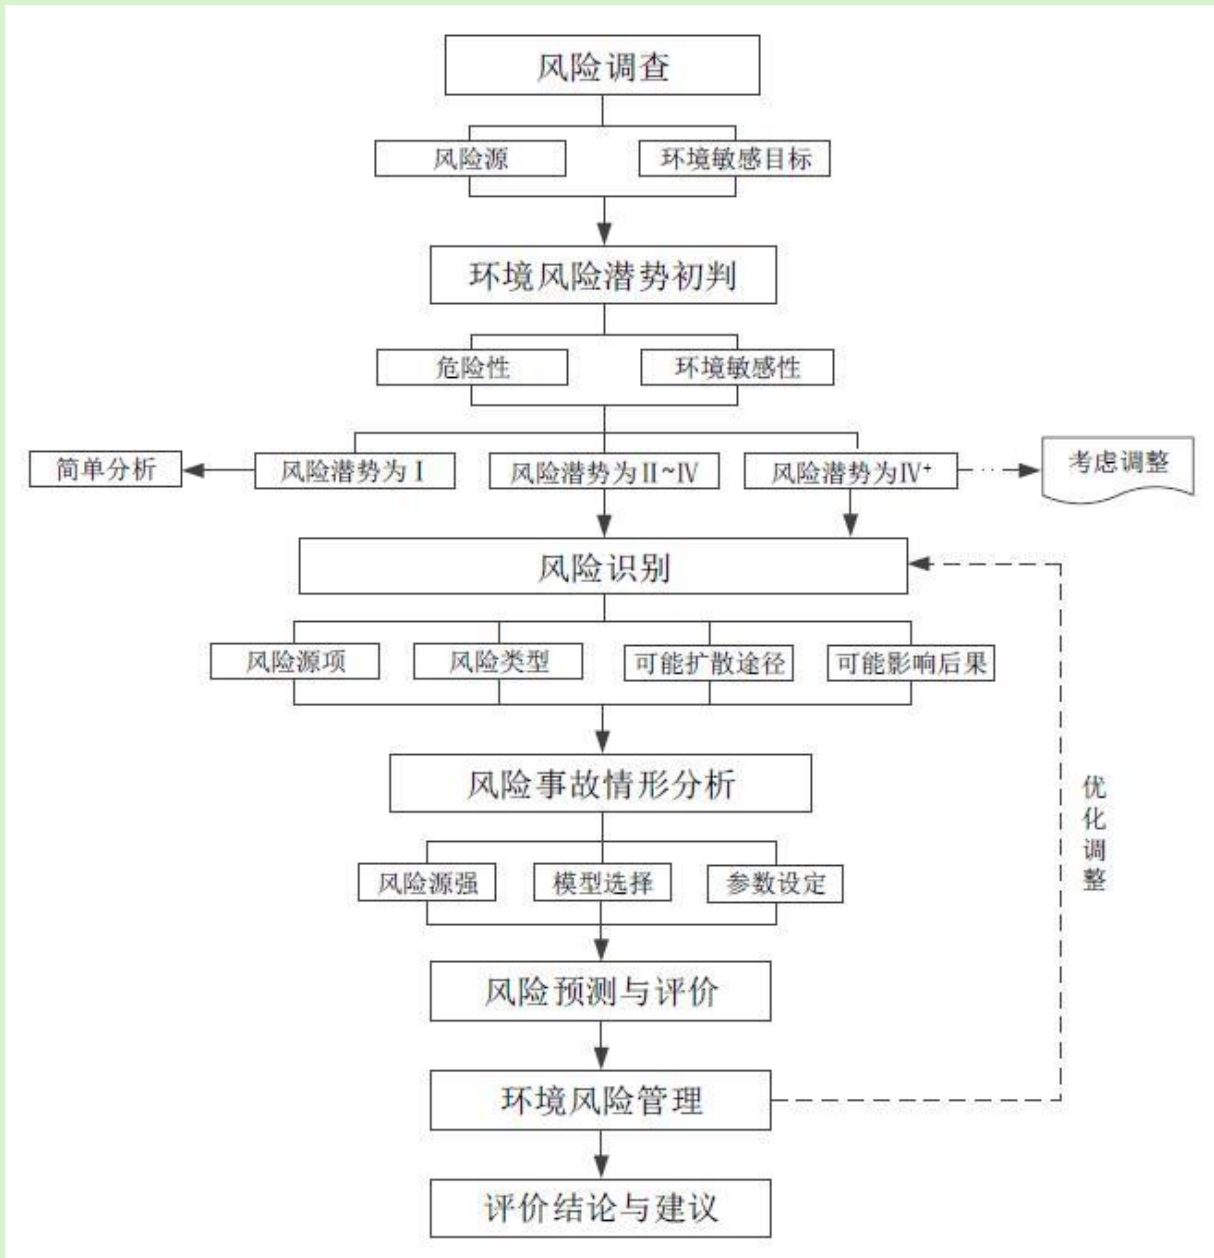 风险调查
风险源
环境敏感目标
环境风险潜势初判
危险性
环境敏感性
简单分析
风险潜势为Ⅰ
风险潜势为Ⅱ~Ⅳ
风险潜势为Ⅳ⁺
考虑调整
风险识别
风险源项
风险类型
可能扩散途径
可能影响后果
风险事故情形分析
优化调整
风险源强
模型选择
参数设定
风险预测与评价
环境风险管理
评价结论与建议